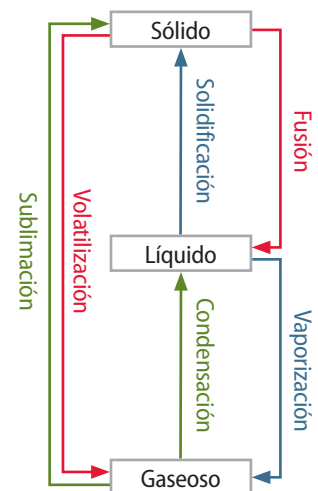 Sólido
Solidificación
Fusión
Sublimación
Volatilización
Líquido
Condensación
Vaporización
Gaseoso